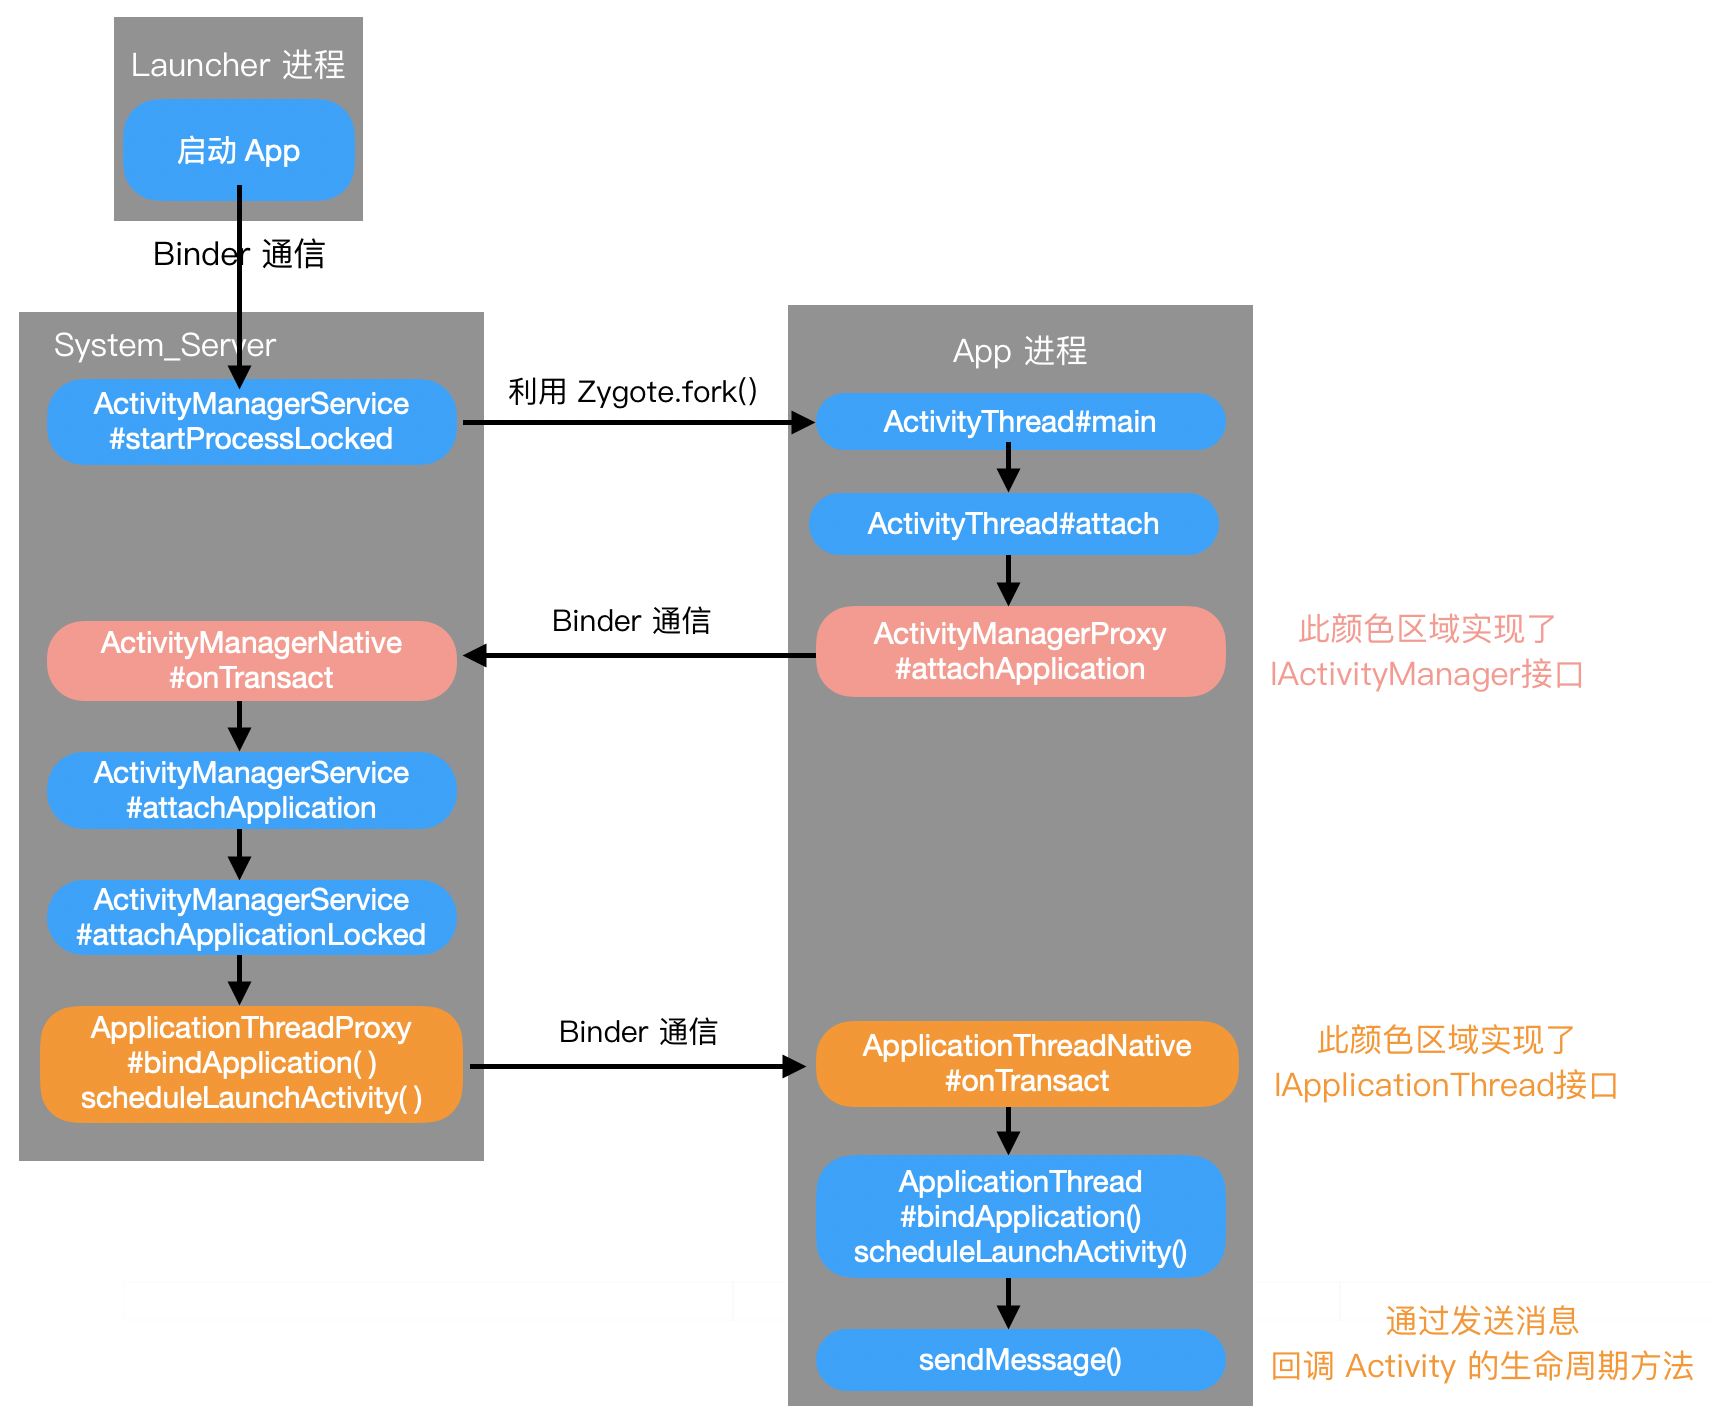 Launcher 进程
启动 App
Binder 通信
System_Server
ActivityManagerService
#startProcessLocked
利用 Zygote.fork()
App 进程
ActivityThread#main
ActivityThread#attach
ActivityManagerProxy
#attachApplication
此颜色区域实现了
IActivityManager接口
Binder 通信
ActivityManagerNative
#onTransact
ActivityManagerService
#attachApplication
ActivityManagerService
#attachApplicationLocked
ApplicationThreadProxy
#bindApplication()
scheduleLaunchActivity()
Binder 通信
ApplicationThreadNative
#onTransact
此颜色区域实现了
IApplicationThread接口
ApplicationThread
#bindApplication()
scheduleLaunchActivity()
sendMessage()
通过发送消息
回调 Activity 的生命周期方法